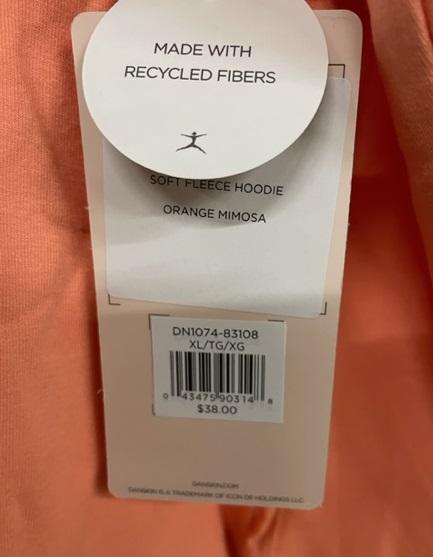 MADE WITH
RECYCLED FIBERS
SOFT FLEECE HOODIE
ORANGE MIMOSA
DN1074-83108
XL/TG/XG
0 43475 90314 8
$38.00
DANSKIN.COM
DANSKIN IS A TRADEMARK OF ICON DE HOLDINGS LLC